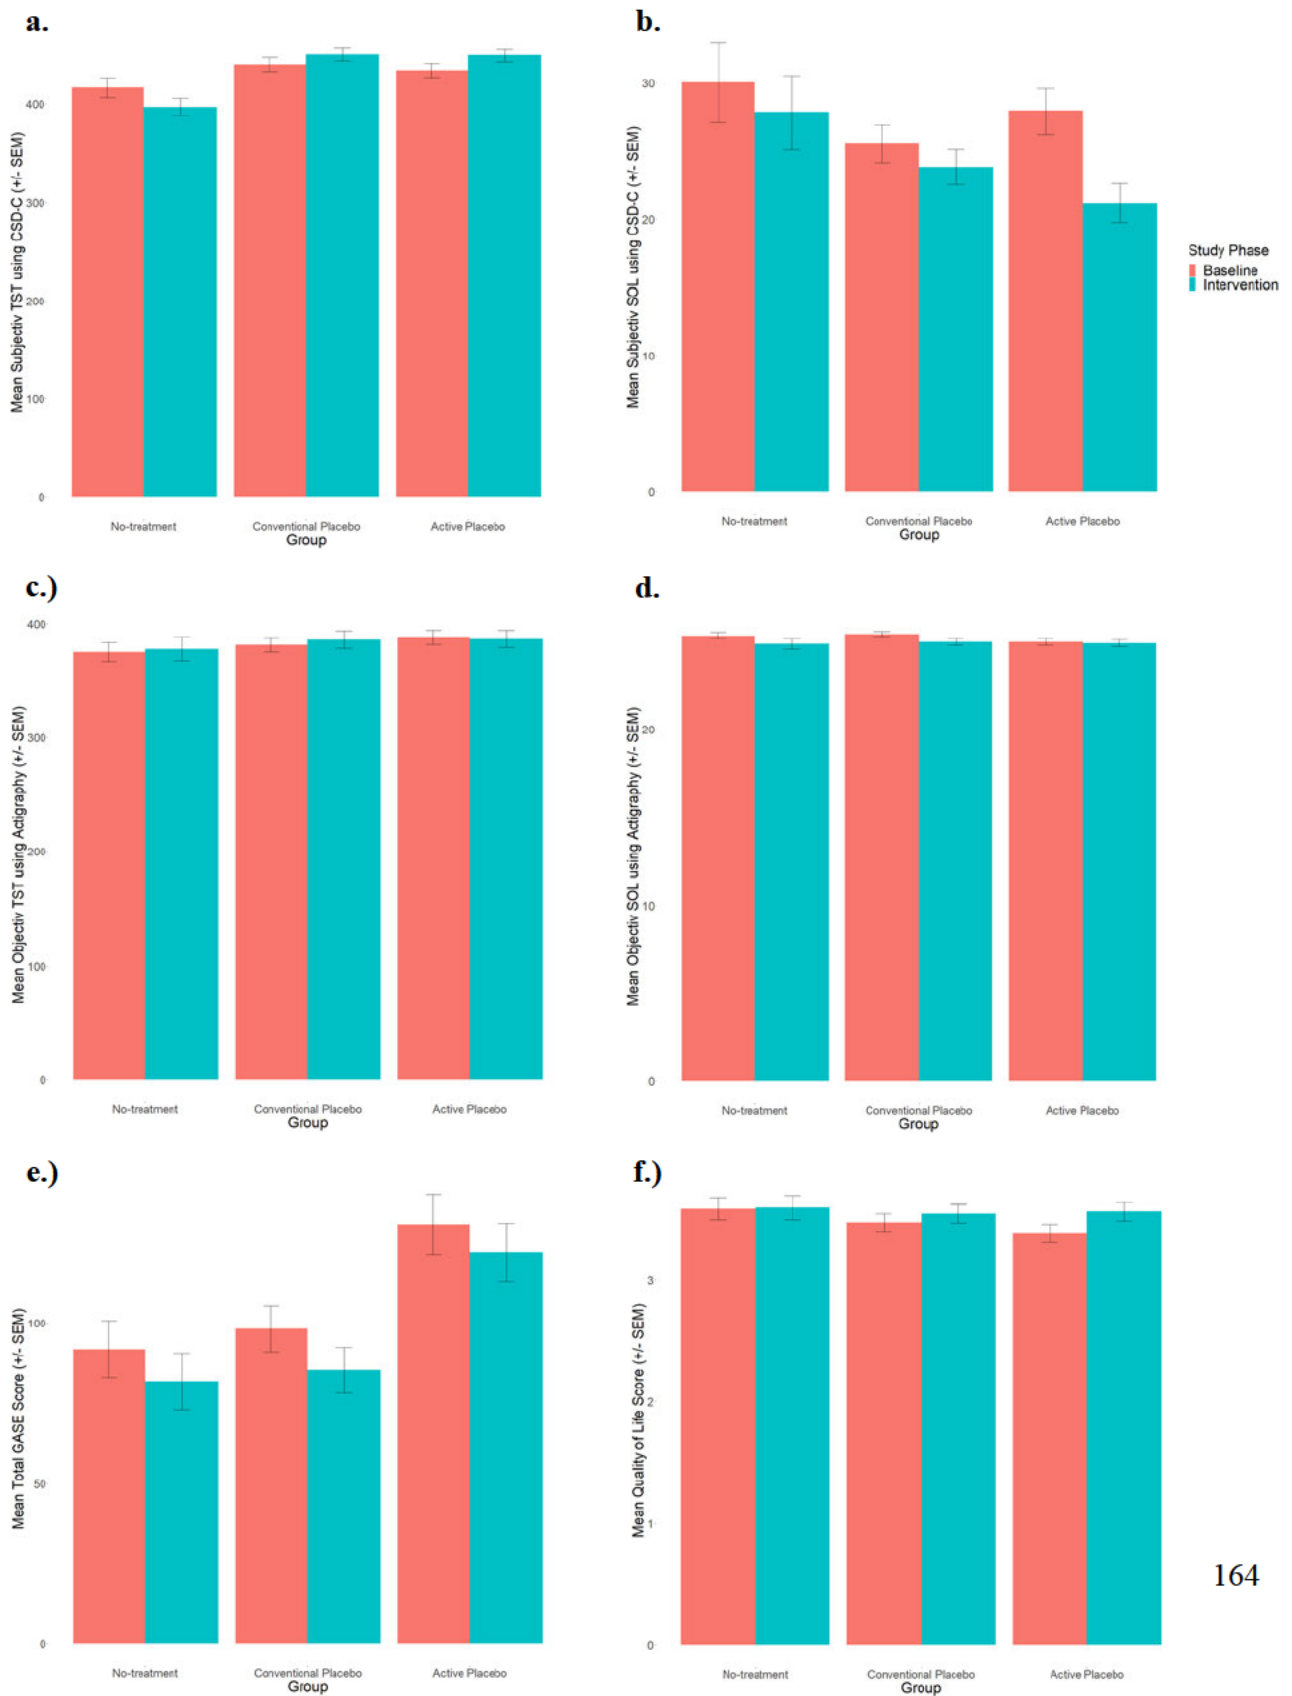 a.
Mean Subjectiv TST using CSD-C (+/- SEM)
400
300
200
100
0
No-treatment
Conventional Placebo
Active Placebo
Group
b.
Mean Subjectiv SOL using CSD-C (+/- SEM)
30
20
10
0
No-treatment
Conventional Placebo
Active Placebo
Group
Study Phase
Baseline
Intervention
c.)
Mean Objectiv TST using Actigraphy (+/- SEM)
400
300
200
100
0
No-treatment
Conventional Placebo
Active Placebo
Group
d.
Mean Objectiv SOL using Actigraphy (+/- SEM)
20
10
0
No-treatment
Conventional Placebo
Active Placebo
Group
e.)
Mean Total GASE Score (+/- SEM)
100
50
0
No-treatment
Conventional Placebo
Active Placebo
Group
f.)
Mean Quality of Life Score (+/- SEM)
3
2
1
0
No-treatment
Conventional Placebo
Active Placebo
Group
164